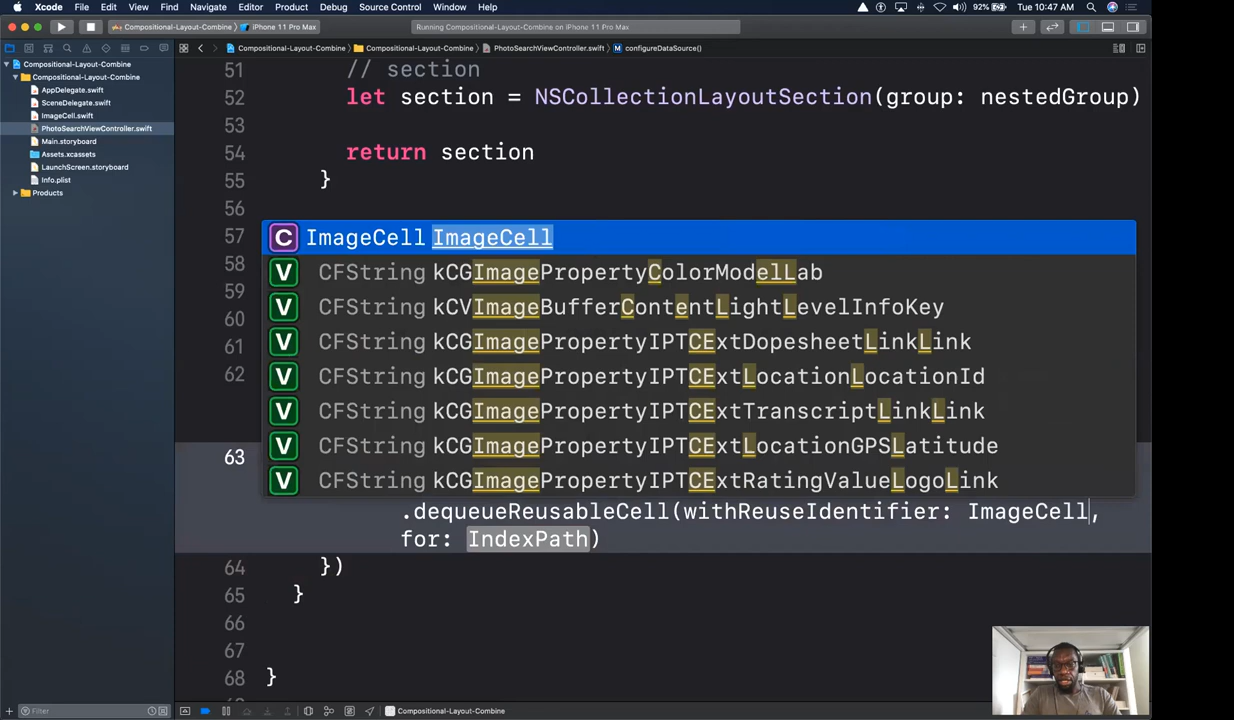 Xcode File Edit View Find Navigate Editor Product Debug Source Control Window Help 92% Tue 10:47 AM
Compositional-Layout-Combine iPhone 11 Pro Max Running Compositional-Layout-Combine on iPhone 11 Pro Max
Compositional-Layout-Combine Compositional-Layout-Combine PhotoSearchViewController.swift M configureDataSource()
Compositional-Layout-Combine
Compositional-Layout-Combine
AppDelegate.swift
SceneDelegate.swift
ImageCell.swift
PhotoSearchViewController.swift
Main.storyboard
Assets.xcassets
LaunchScreen.storyboard
Info.plist
Products
51 // section
52 let section = NSCollectionLayoutSection(group: nestedGroup)
53
54 return section
55 }
56
57
58
59
60
61
62
C ImageCell ImageCell
V CFString kCGImagePropertyColorModelLab
V CFString kCVImageBufferContentLightLevelInfoKey
V CFString kCGImagePropertyIPTCExtDopesheetLinkLink
V CFString kCGImagePropertyIPTCExtLocationLocationId
V CFString kCGImagePropertyIPTCExtTranscriptLinkLink
V CFString kCGImagePropertyIPTCExtLocationGPSLatitude
V CFString kCGImagePropertyIPTCExtRatingValueLogoLink
63
.dequeueReusableCell(withReuseIdentifier: ImageCell,
for: IndexPath)
64 })
65 }
66
67
68 }
Filter
Compositional-Layout-Combine